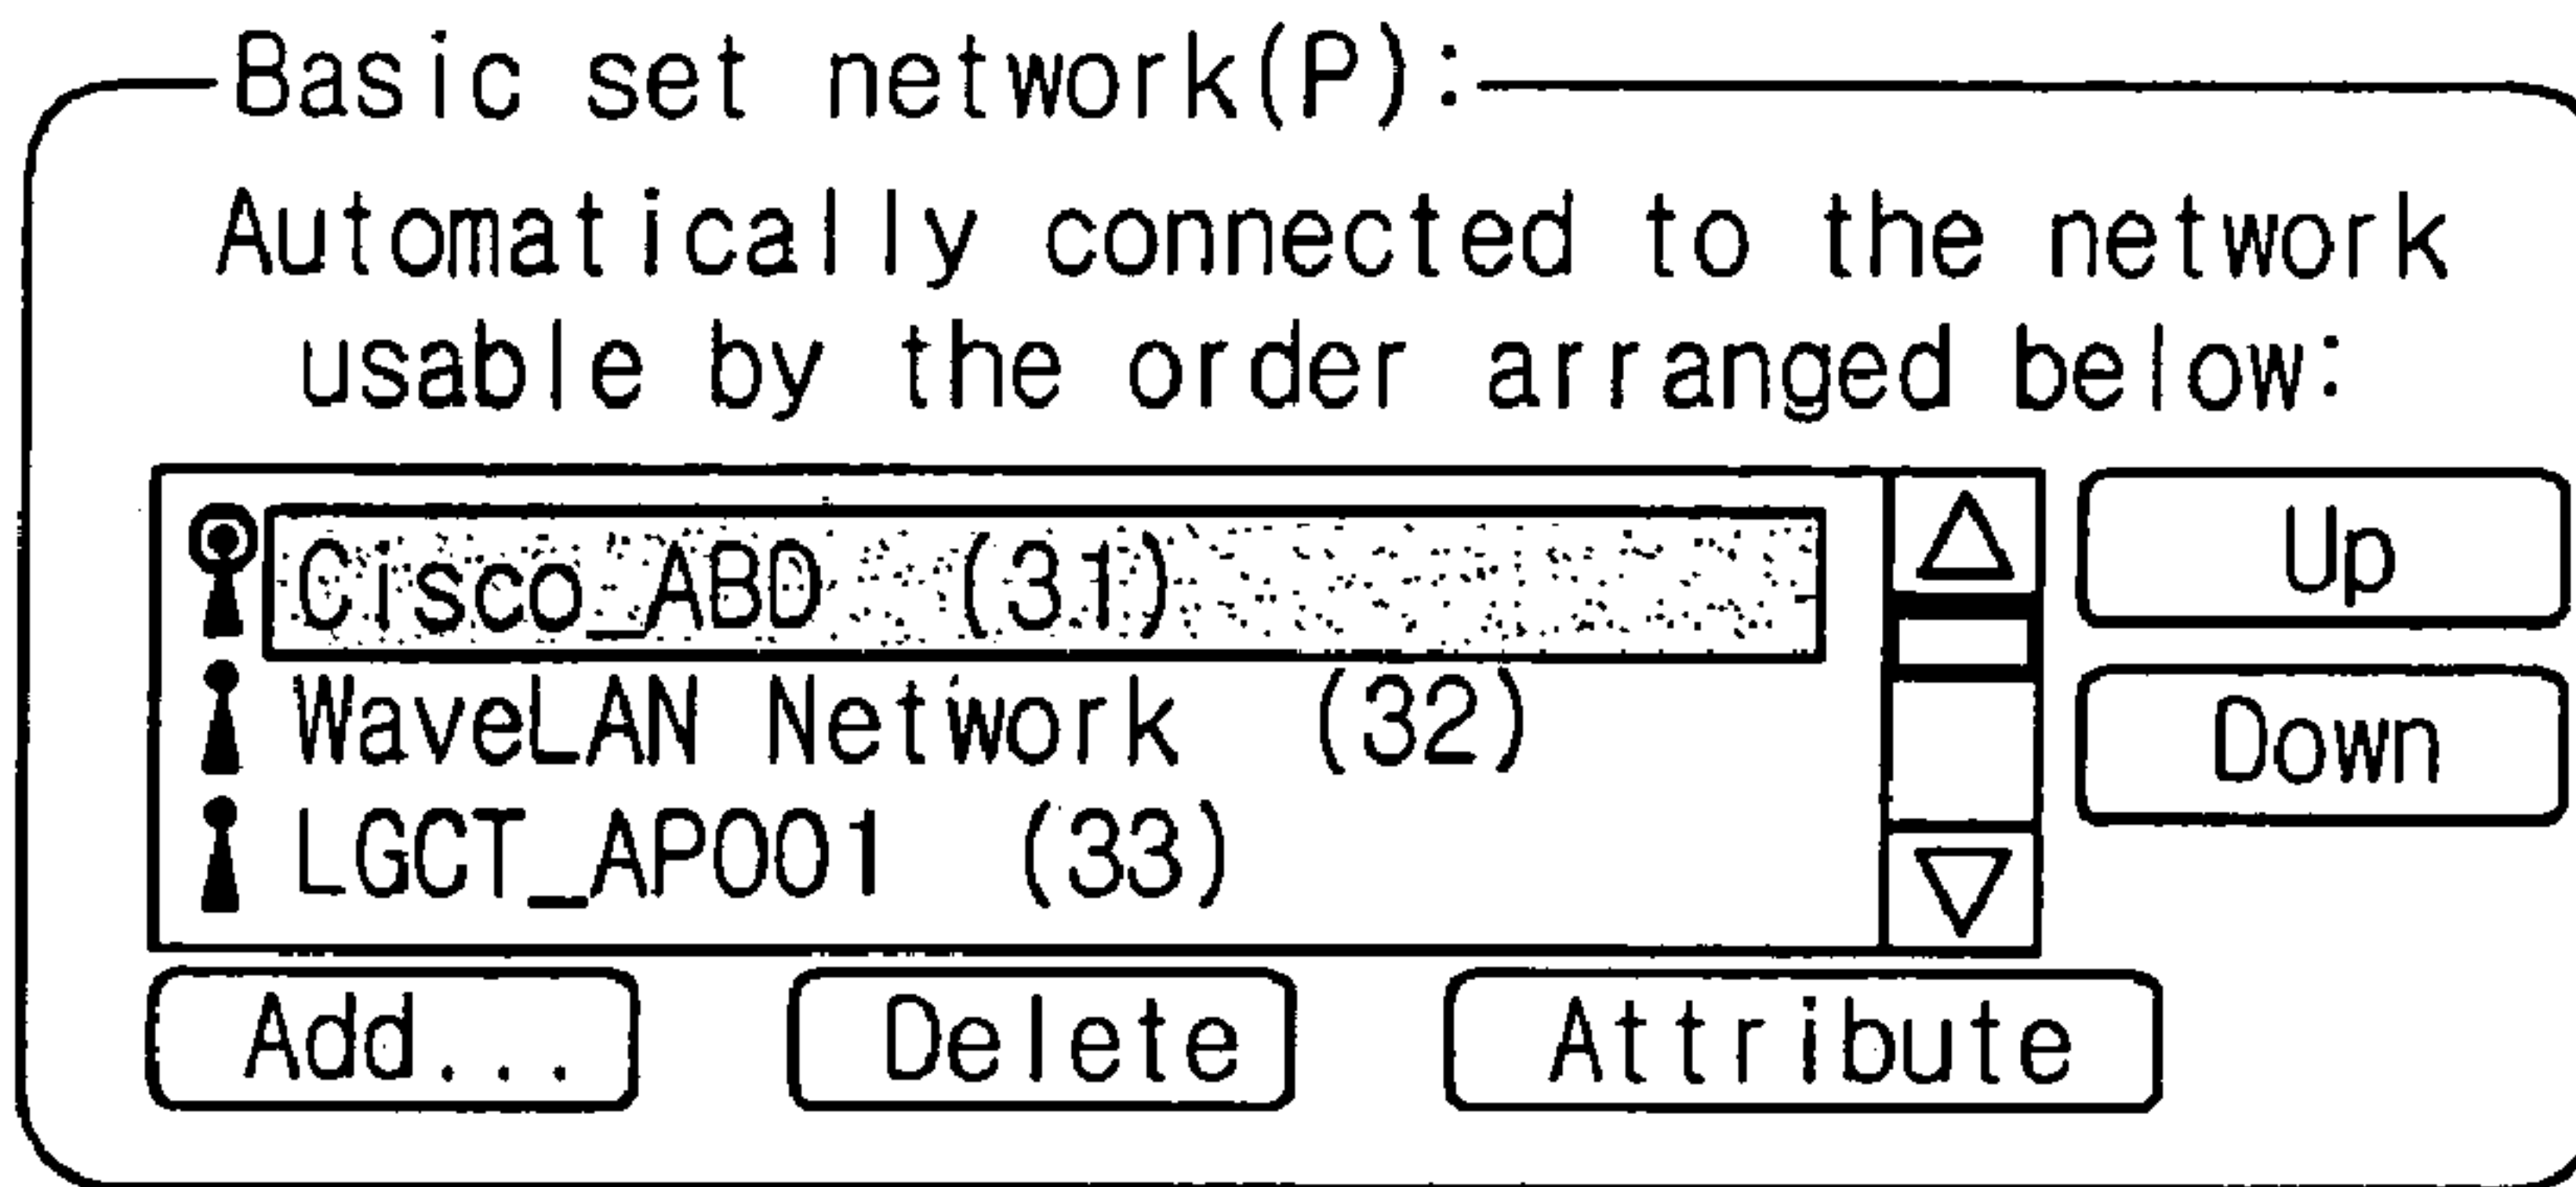 Basic set network(P):
Automatically connected to the network
usable by the order arranged below:
Cisco_ABD (31)
Up
WaveLAN Network (32)
Down
LGCT_AP001 (33)
Add...
Delete
Attribute